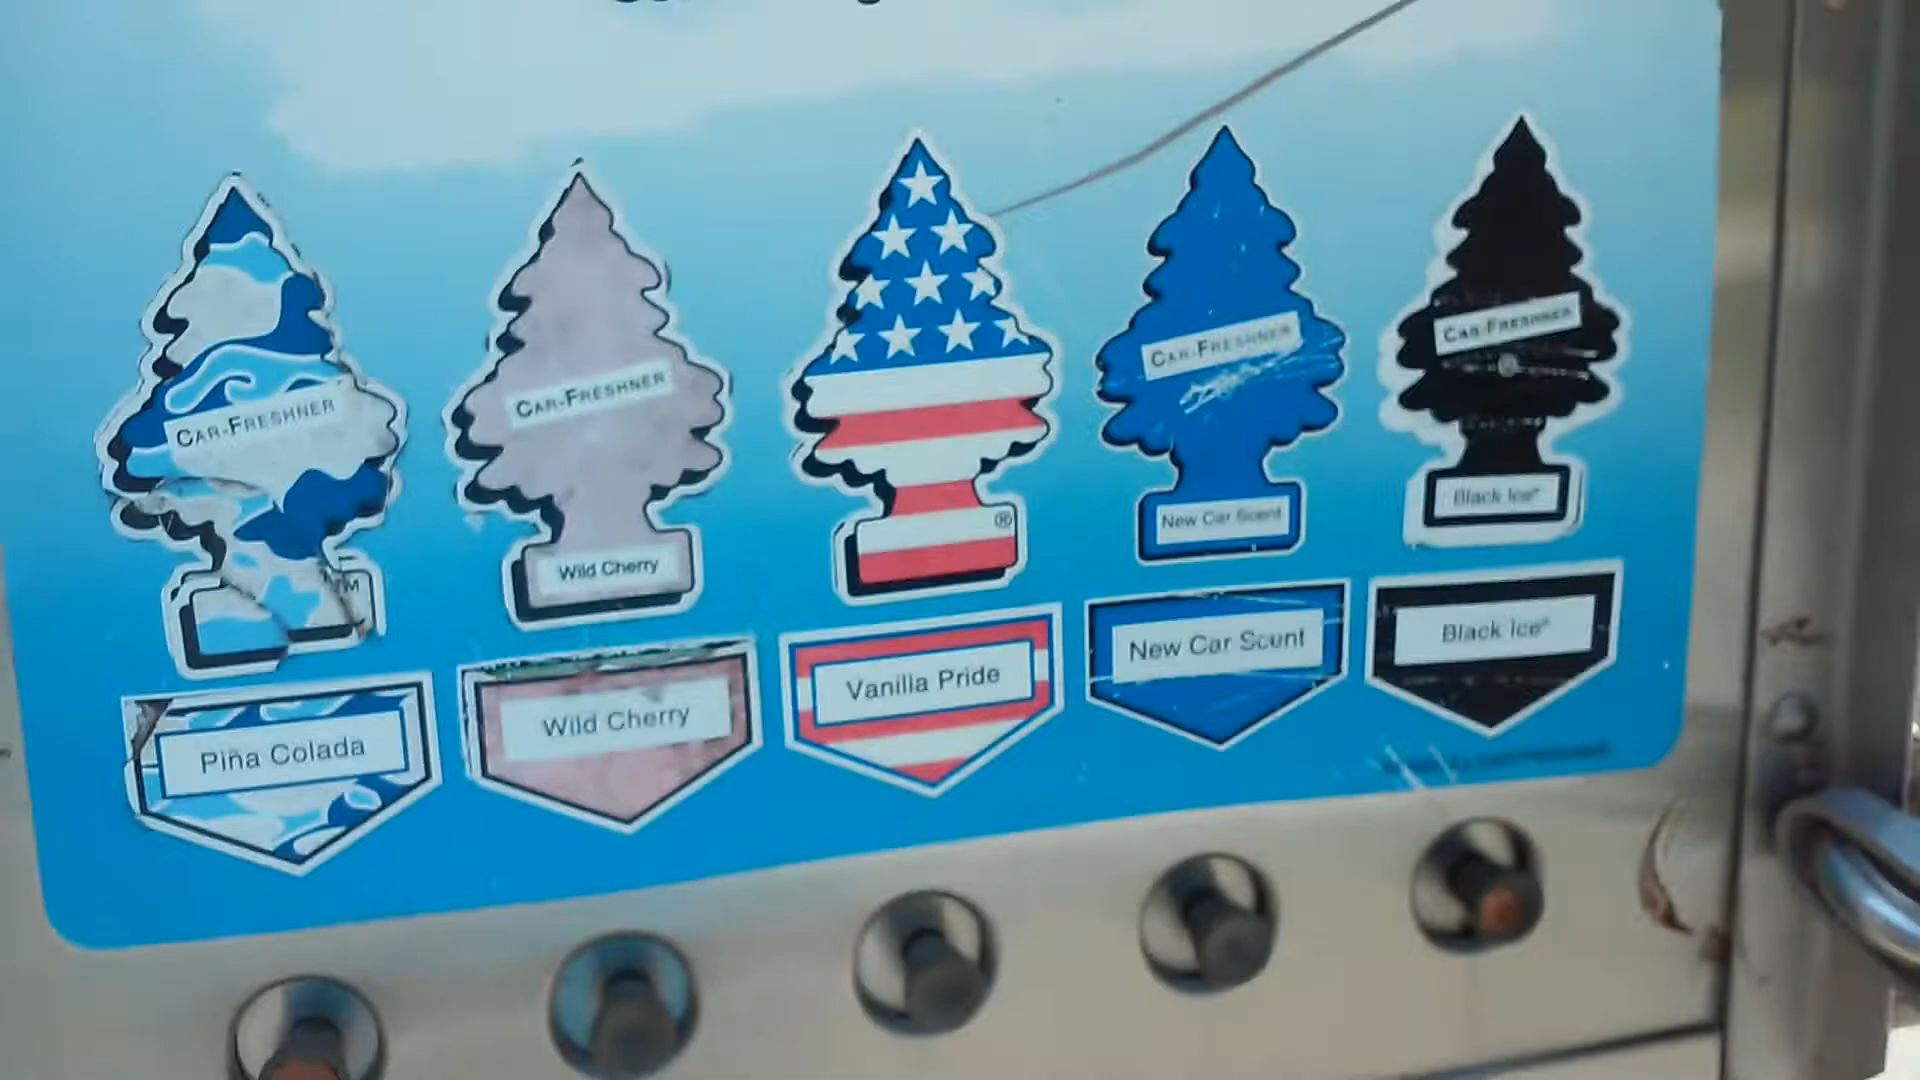 CAR-FRESHNER
CAR-FRESHNER
CAR-FRESHNER
CAR-FRESHNER
TM
Wild Cherry
®
New Car Scent
Black Ice®
Piña Colada
Wild Cherry
Vanilla Pride
New Car Scent
Black Ice®